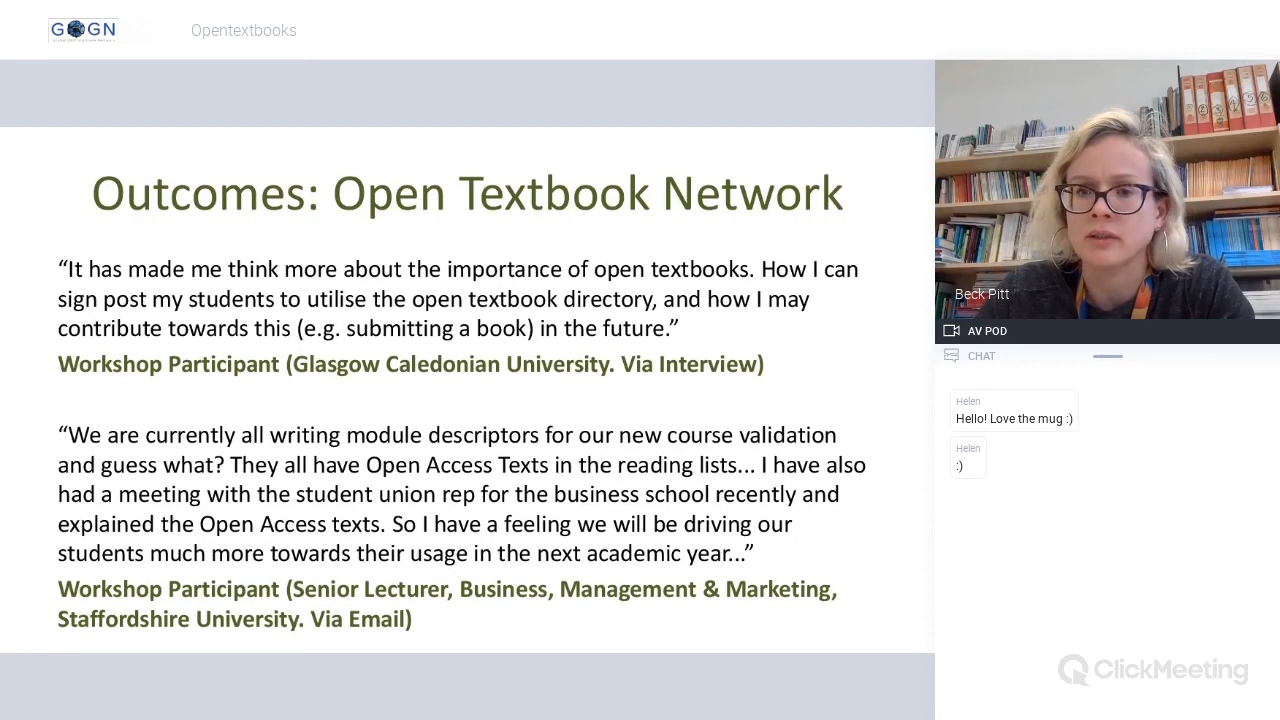 GOGN
Opentextbooks
Outcomes: Open Textbook Network
“It has made me think more about the importance of open textbooks. How I can
sign post my students to utilise the open textbook directory, and how I may
contribute towards this (e.g. submitting a book) in the future.”
Workshop Participant (Glasgow Caledonian University. Via Interview)
“We are currently all writing module descriptors for our new course validation
and guess what? They all have Open Access Texts in the reading lists... I have also
had a meeting with the student union rep for the business school recently and
explained the Open Access texts. So I have a feeling we will be driving our
students much more towards their usage in the next academic year...”
Workshop Participant (Senior Lecturer, Business, Management & Marketing,
Staffordshire University. Via Email)
Beck Pitt
AV POD
CHAT
Helen
Hello! Love the mug :)
Helen
:)
ClickMeeting